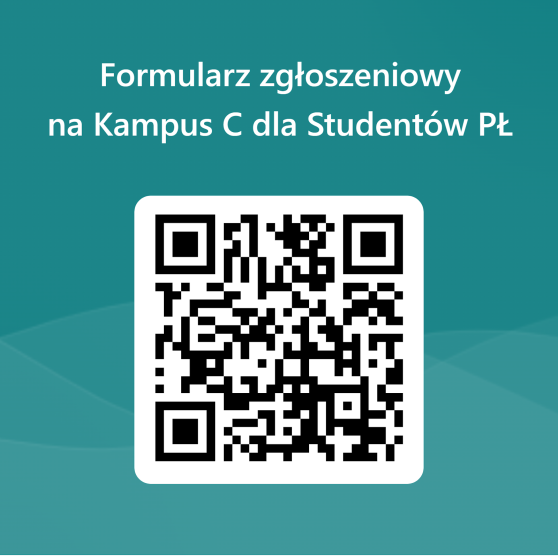 Formularz zgłoszeniowy
na Kampus C dla Studentów PŁ